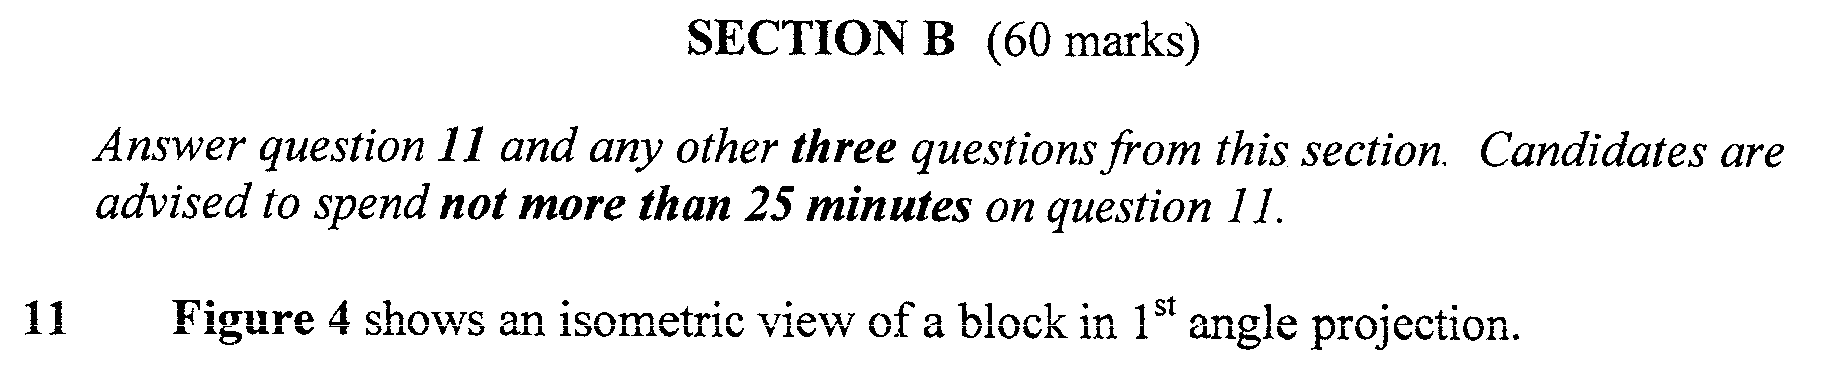 SECTION B (60 marks)
Answer question 11 and any other three questions from this section. Candidates are
advised to spend not more than 25 minutes on question 11.
11 Figure 4 shows an isometric view of a block in 1st angle projection.